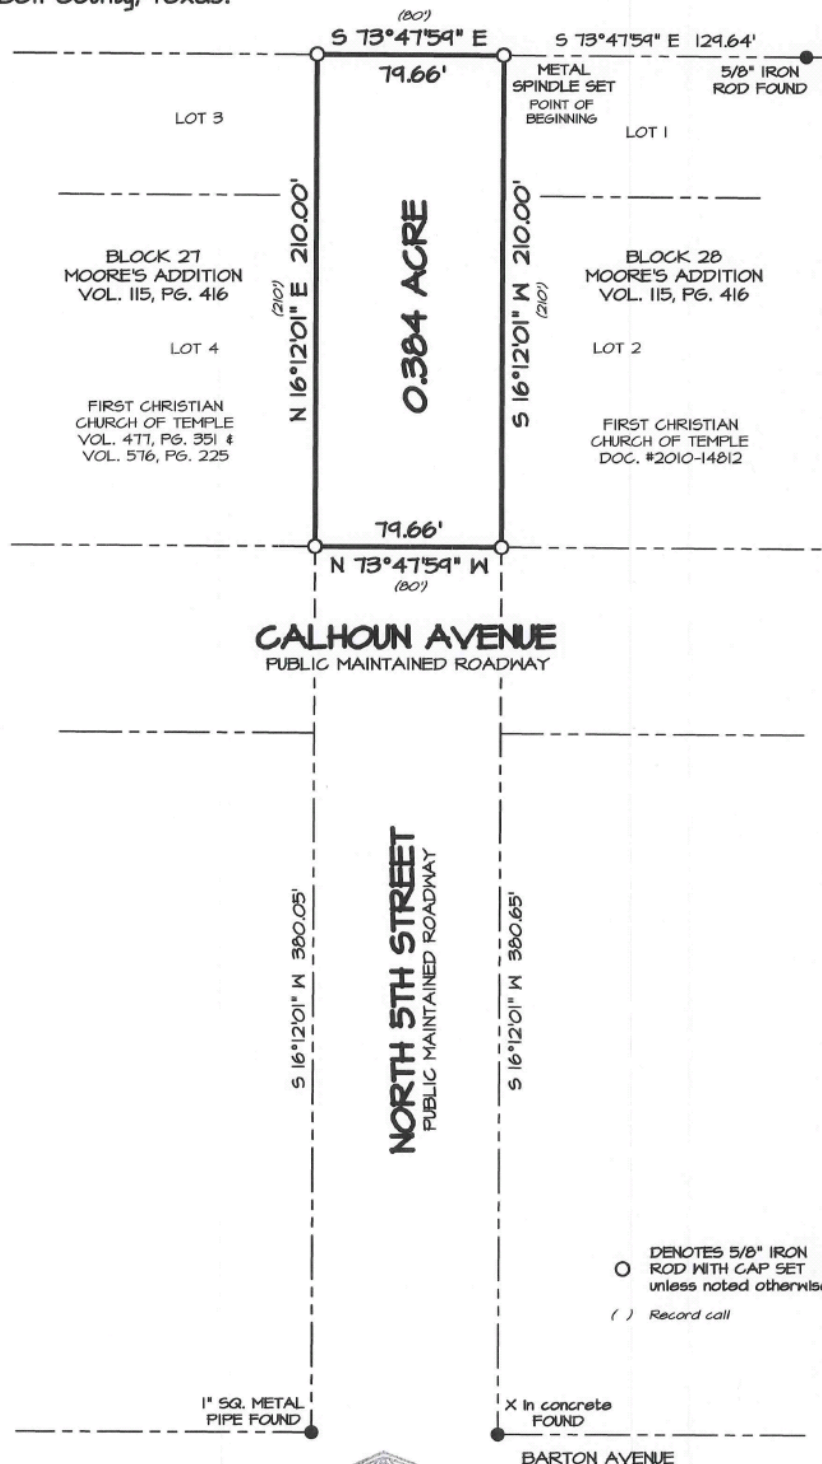 Bell County, Texas.
(80')
S 73°47'59" E
79.66'
S 73°47'59" E 129.64'
METAL
SPINDLE SET
POINT OF
BEGINNING
5/8" IRON
ROD FOUND
LOT 3
LOT 1
N 16°12'01" E 210.00'
(210')
0.384 ACRE
S 16°12'01" W 210.00'
(210')
BLOCK 27
MOORE'S ADDITION
VOL. 115, PG. 416
BLOCK 28
MOORE'S ADDITION
VOL. 115, PG. 416
LOT 4
LOT 2
FIRST CHRISTIAN
CHURCH OF TEMPLE
VOL. 477, PG. 351 &
VOL. 576, PG. 225
FIRST CHRISTIAN
CHURCH OF TEMPLE
DOC. #2010-14812
79.66'
N 73°47'59" W
(80')
CALHOUN AVENUE
PUBLIC MAINTAINED ROADWAY
S 16°12'01" W 380.05'
NORTH 5TH STREET
PUBLIC MAINTAINED ROADWAY
S 16°12'01" W 380.65'
DENOTES 5/8" IRON
ROD WITH CAP SET
unless noted otherwise
( ) Record call
1" SQ. METAL
PIPE FOUND
X in concrete
FOUND
BARTON AVENUE